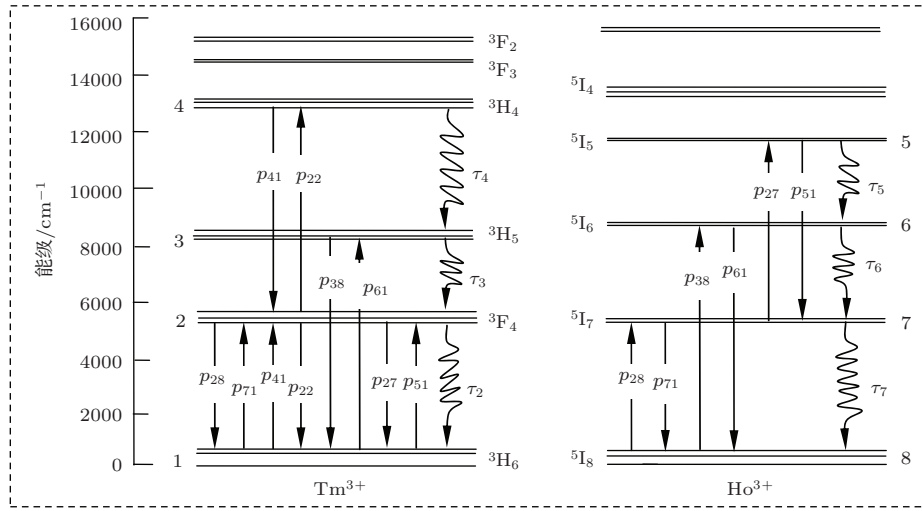 16000
14000
12000
10000
8000
6000
4000
2000
0
能级/cm⁻¹
³F₂
³F₃
4 ³H₄
p₄₁ p₂₂ τ₄
3 ³H₅
p₃₈ p₆₁ τ₃
2 ³F₄
p₂₈ p₇₁ p₄₁ p₂₂ p₂₇ p₅₁ τ₂
1 ³H₆
Tm³⁺
⁵I₄
⁵I₅ 5
p₂₇ p₅₁ τ₅
⁵I₆ 6
p₃₈ p₆₁ τ₆
⁵I₇ 7
p₂₈ p₇₁ τ₇
⁵I₈ 8
Ho³⁺